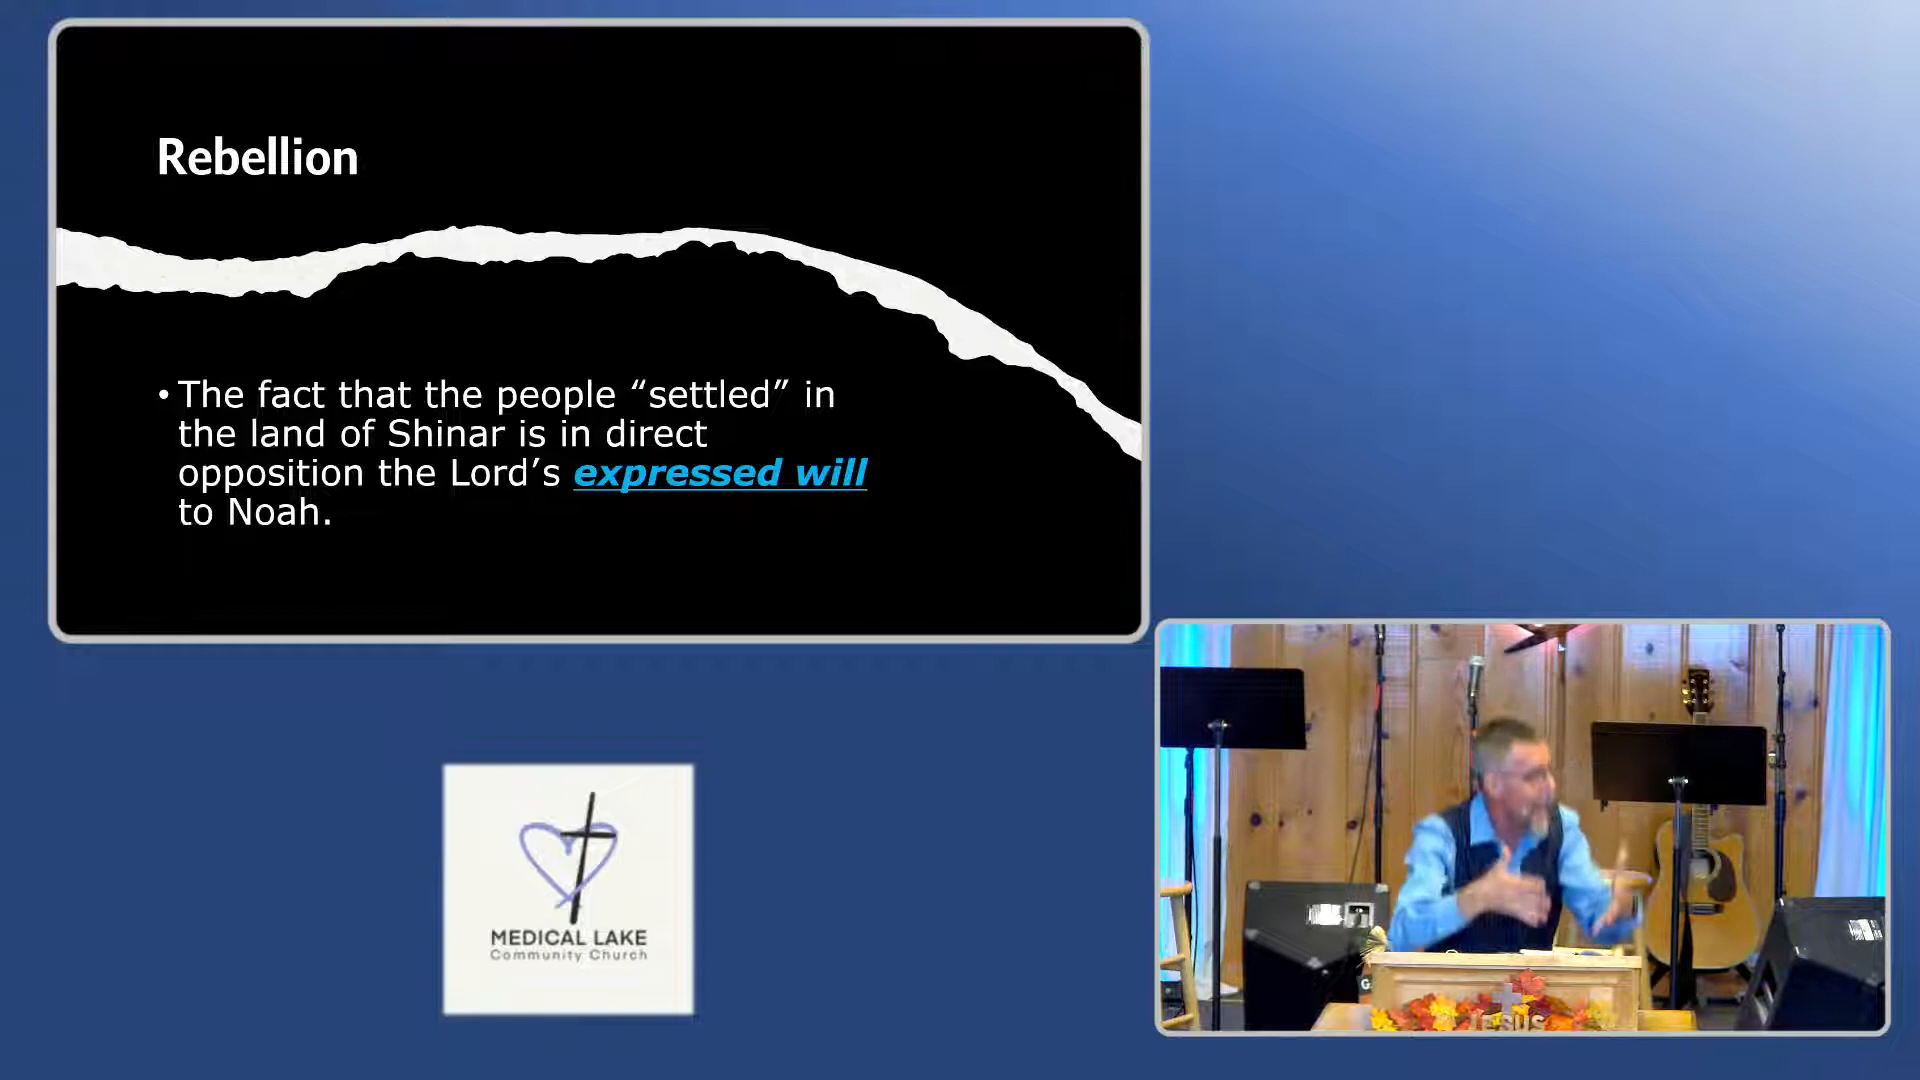 Rebellion
• The fact that the people “settled” in
the land of Shinar is in direct
opposition the Lord’s expressed will
to Noah.
MEDICAL LAKE
Community Church
JESUS